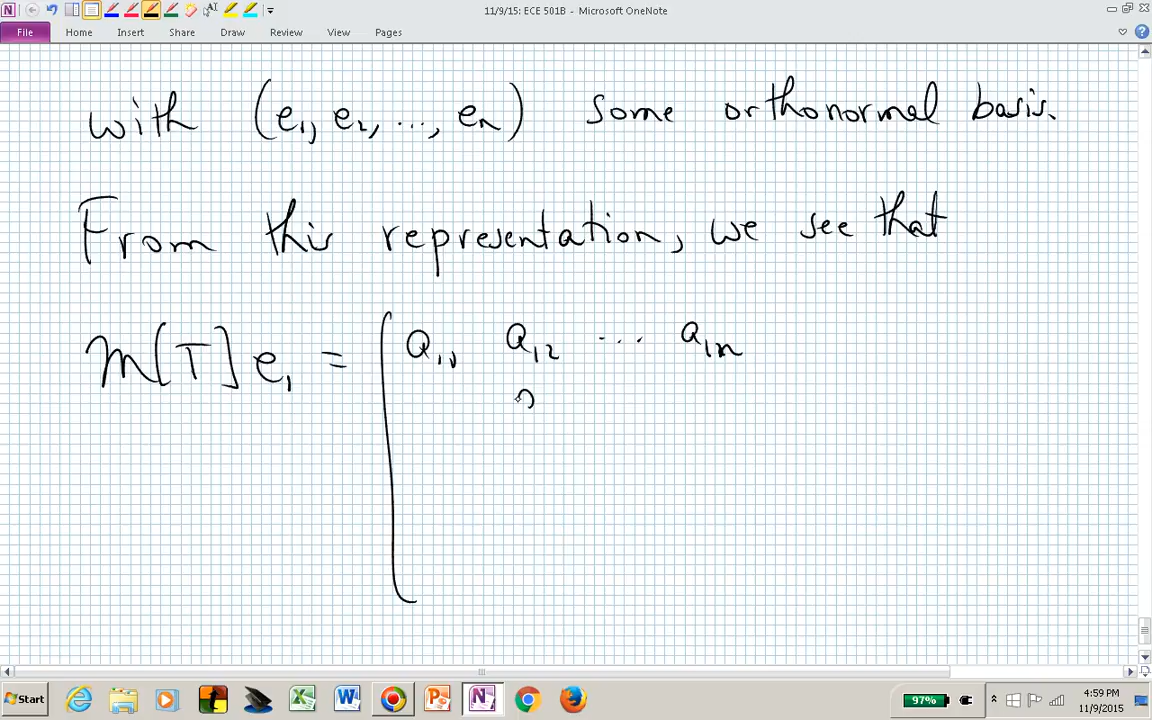 11/9/15: ECE 501B - Microsoft OneNote
File Home Insert Share Draw Review View Pages
with (e₁, e₂, ..., eₙ) some orthonormal basis.
From this representation, we see that
M[T] e₁ = [ a₁₁ a₁₂ ... a₁ₙ
Start
97%
4:59 PM
11/9/2015